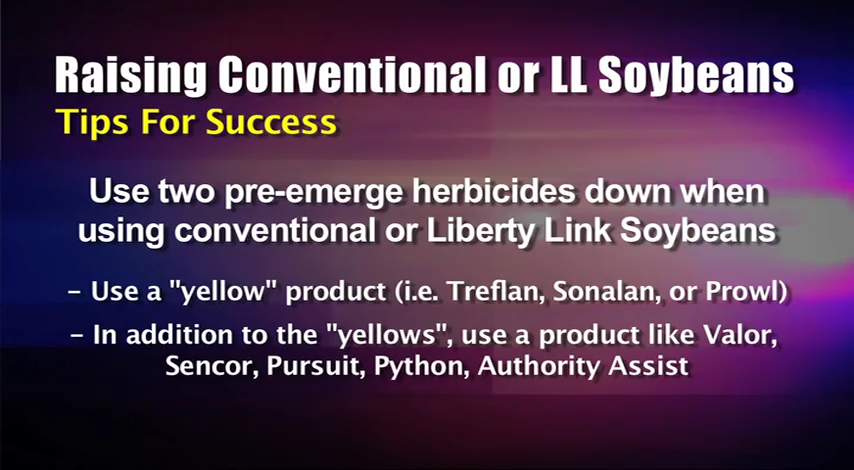 Raising Conventional or LL Soybeans
Tips For Success
Use two pre-emerge herbicides down when
using conventional or Liberty Link Soybeans
– Use a "yellow" product (i.e. Treflan, Sonalan, or Prowl)
– In addition to the "yellows", use a product like Valor,
Sencor, Pursuit, Python, Authority Assist